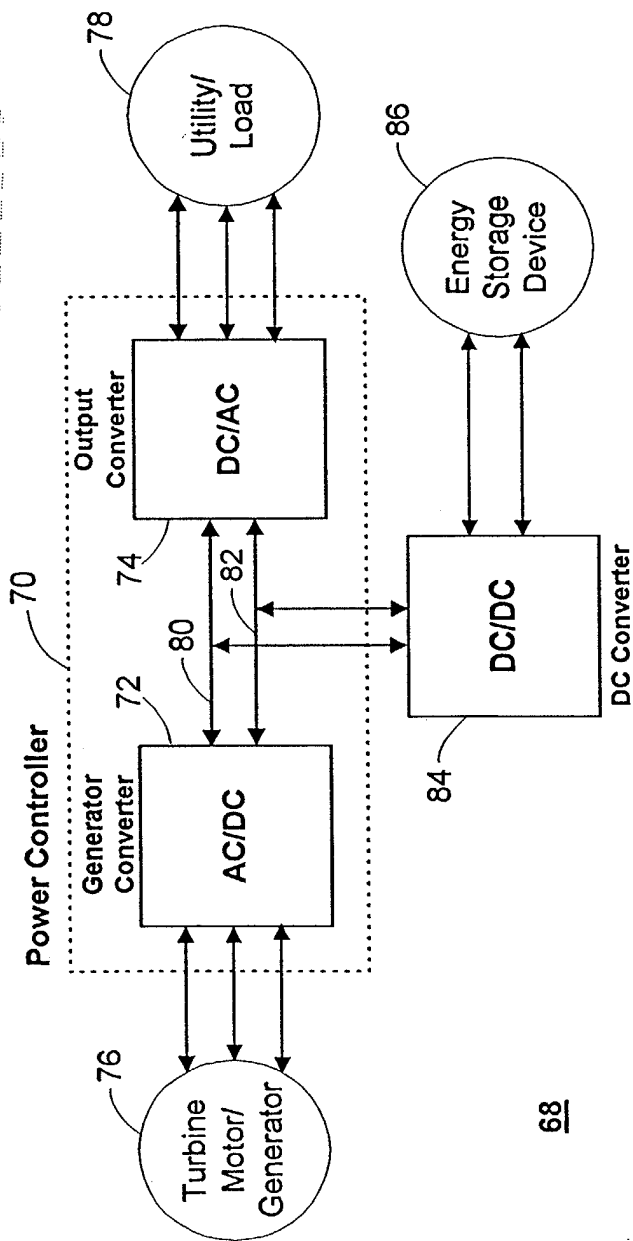 Power Controller
70
76
Turbine
Motor/
Generator
Generator
Converter
72
AC/DC
80
82
Output
Converter
74
DC/AC
78
Utility/
Load
84
DC/DC
DC Converter
86
Energy
Storage
Device
68